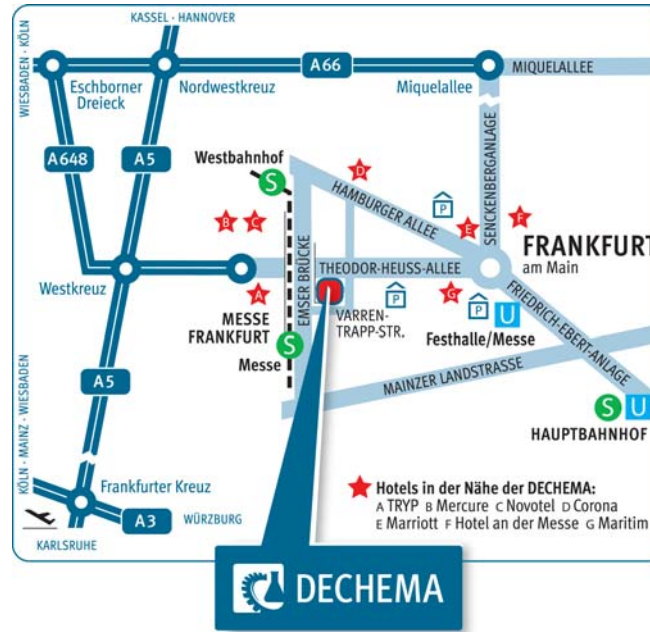 KASSEL - HANNOVER
WIESBADEN · KÖLN
A66
MIQUELALLEE
Eschborner
Dreieck
Nordwestkreuz
Miquelallee
A648
A5
Westbahnhof
S
D
HAMBURGER ALLEE
SENCKENBERGANLAGE
P
B
C
E
F
FRANKFURT
am Main
THEODOR-HEUSS-ALLEE
Westkreuz
A
EMSER BRÜCKE
P
G
P
MESSE
FRANKFURT
VARREN-
TRAPP-STR.
U
Festhalle/Messe
FRIEDRICH-EBERT-ANLAGE
S
Messe
A5
MAINZER LANDSTRASSE
S
U
HAUPTBAHNHOF
KÖLN - MAINZ - WIESBADEN
Frankfurter Kreuz
A3
WÜRZBURG
KARLSRUHE
Hotels in der Nähe der DECHEMA:
A TRYP B Mercure C Novotel D Corona
E Marriott F Hotel an der Messe G Maritim
DECHEMA